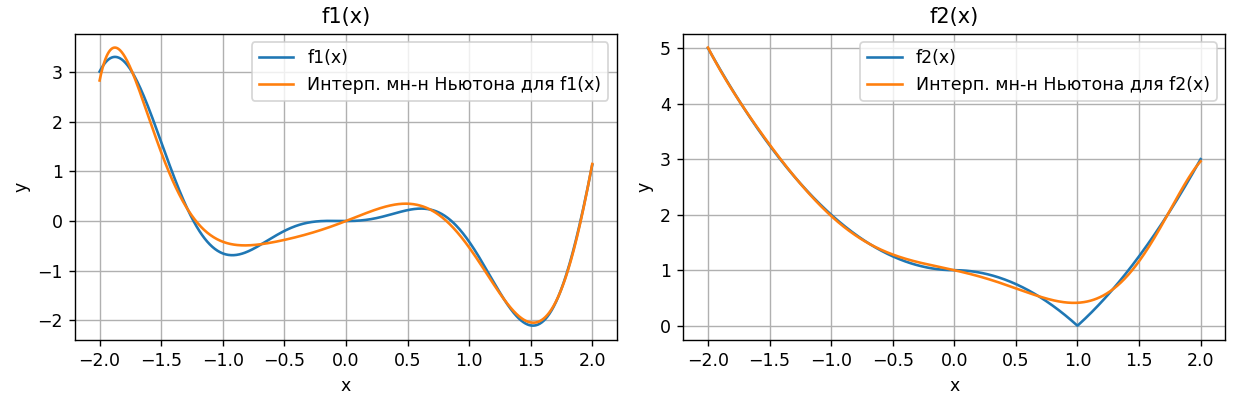 f1(x)
f1(x)
Интерп. мн-н Ньютона для f1(x)
y
3
2
1
0
−1
−2
−2.0 −1.5 −1.0 −0.5 0.0 0.5 1.0 1.5 2.0
x
f2(x)
f2(x)
Интерп. мн-н Ньютона для f2(x)
y
5
4
3
2
1
0
−2.0 −1.5 −1.0 −0.5 0.0 0.5 1.0 1.5 2.0
x